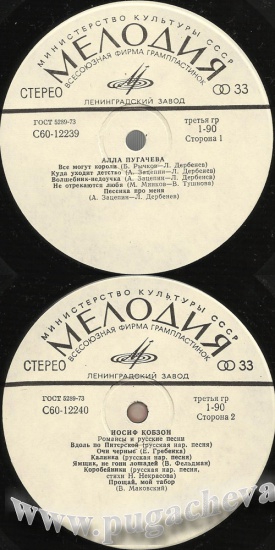 МИНИСТЕРСТВО КУЛЬТУРЫ СССР
МЕЛОДИЯ
ВСЕСОЮЗНАЯ ФИРМА ГРАМПЛАСТИНОК
СТЕРЕО
33
ЛЕНИНГРАДСКИЙ ЗАВОД
ГОСТ 5289-73
третья гр
С60-12239
1-90
Сторона 1
АЛЛА ПУГАЧЕВА
Все могут короли (Б. Рычков—Л. Дербенев)
Куда уходит детство (А. Зацепин—Л. Дербенев)
Волшебник-недоучка (А. Зацепин—Л. Дербенев)
Не отрекаются любя (М. Минков—В. Тушнова)
Песенка про меня
(А. Зацепин—Л. Дербенев)
МИНИСТЕРСТВО КУЛЬТУРЫ СССР
МЕЛОДИЯ
ВСЕСОЮЗНАЯ ФИРМА ГРАМПЛАСТИНОК
СТЕРЕО
33
ЛЕНИНГРАДСКИЙ ЗАВОД
ГОСТ 5289-73
третья гр
С60-12240
1-90
Сторона 2
ИОСИФ КОБЗОН
Романсы и русские песни
Вдоль по Питерской (русская нар. песня)
Очи черные (Е. Гребенка)
Калинка (русская нар. песня)
Ямщик, не гони лошадей (Я. Фельдман)
Коробейники (русская нар. песня,
стихи Н. Некрасова)
Прощай, мой табор
(В. Маковский)
www.pugacheva